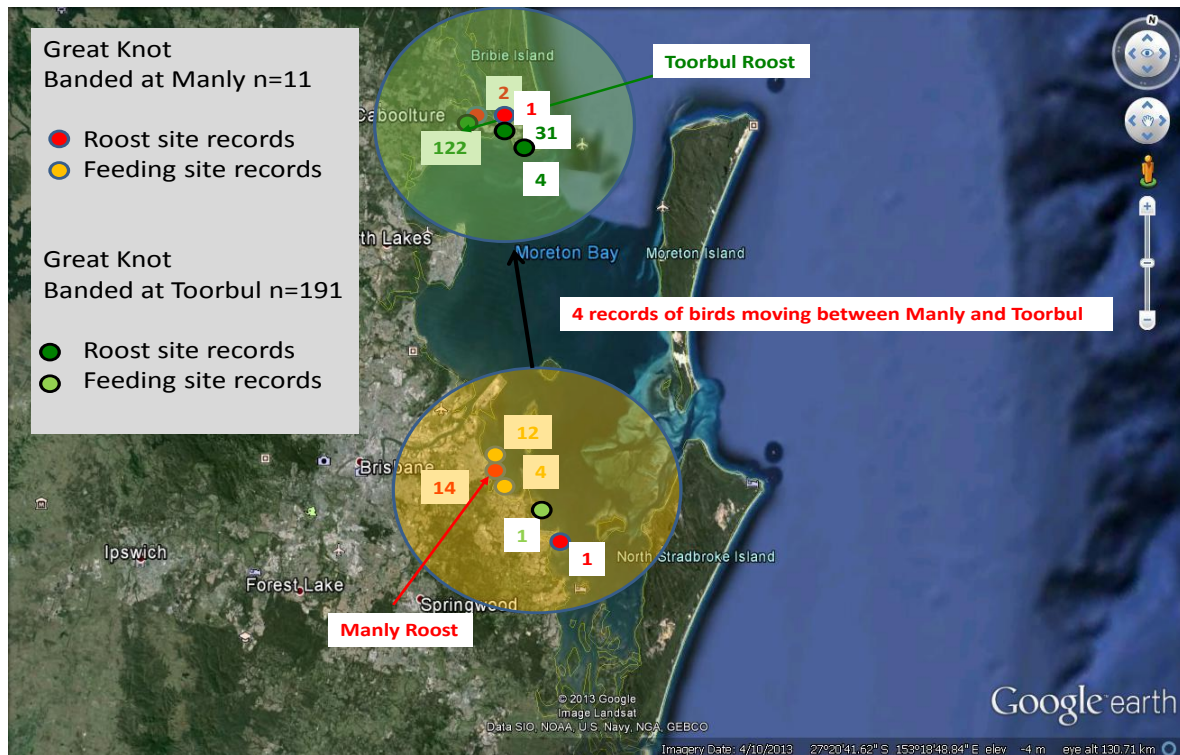 Great Knot
Banded at Manly n=11
Roost site records
Feeding site records
Great Knot
Banded at Toorbul n=191
Roost site records
Feeding site records
Bribie Island
Toorbul Roost
Caboolture
2
1
31
122
4
th Lakes
Moreton Bay
Moreton Island
4 records of birds moving between Manly and Toorbul
12
Brisbane
4
14
1
1
North Stradbroke Island
Ipswich
Forest Lake
Springwood
Manly Roost
N
© 2013 Google
Image Landsat
Data SIO, NOAA, U.S. Navy, NGA, GEBCO
Google earth
Imagery Date: 4/10/2013 27°20'41.62" S 153°18'48.84" E elev -4 m eye alt 130.71 km